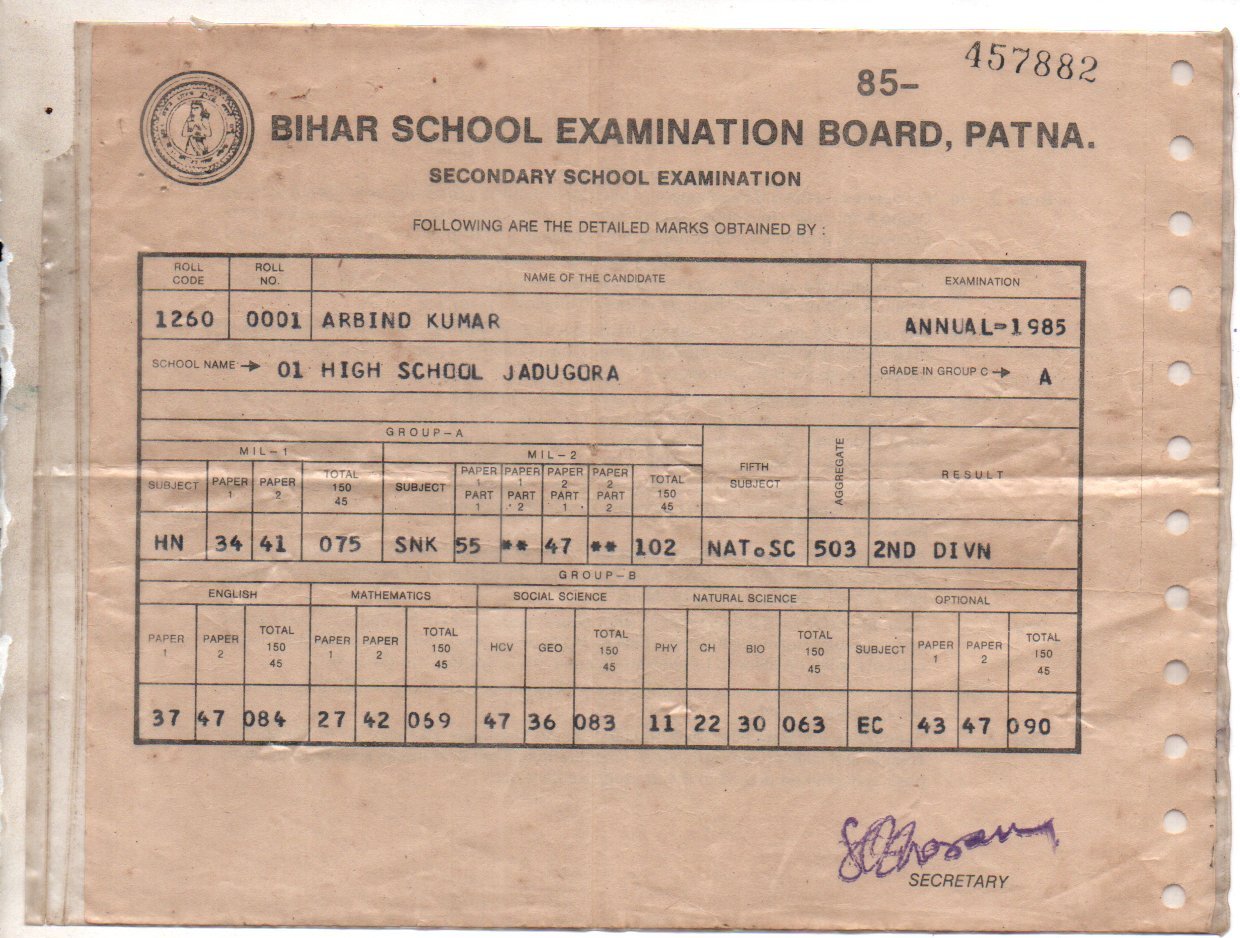 457882
85–
BIHAR SCHOOL EXAMINATION BOARD, PATNA.
SECONDARY SCHOOL EXAMINATION
FOLLOWING ARE THE DETAILED MARKS OBTAINED BY :
ROLL CODE ROLL NO. NAME OF THE CANDIDATE EXAMINATION
1260 0001 ARBIND KUMAR ANNUAL-1985
SCHOOL NAME → 01 HIGH SCHOOL JADUGORA GRADE IN GROUP C → A
GROUP–A
MIL–1 MIL–2 FIFTH SUBJECT AGGREGATE RESULT
SUBJECT PAPER 1 PAPER 2 TOTAL 150 45 SUBJECT PAPER 1 PART 1 PAPER 1 PART 2 PAPER 2 PART 1 PAPER 2 PART 2 TOTAL 150 45
HN 34 41 075 SNK 55 ** 47 ** 102 NAT.SC 503 2ND DIVN
GROUP–B
ENGLISH MATHEMATICS SOCIAL SCIENCE NATURAL SCIENCE OPTIONAL
PAPER 1 PAPER 2 TOTAL 150 45 PAPER 1 PAPER 2 TOTAL 150 45 HCV GEO TOTAL 150 45 PHY CH BIO TOTAL 150 45 SUBJECT PAPER 1 PAPER 2 TOTAL 150 45
37 47 084 27 42 069 47 36 083 11 22 30 063 EC 43 47 090
SECRETARY